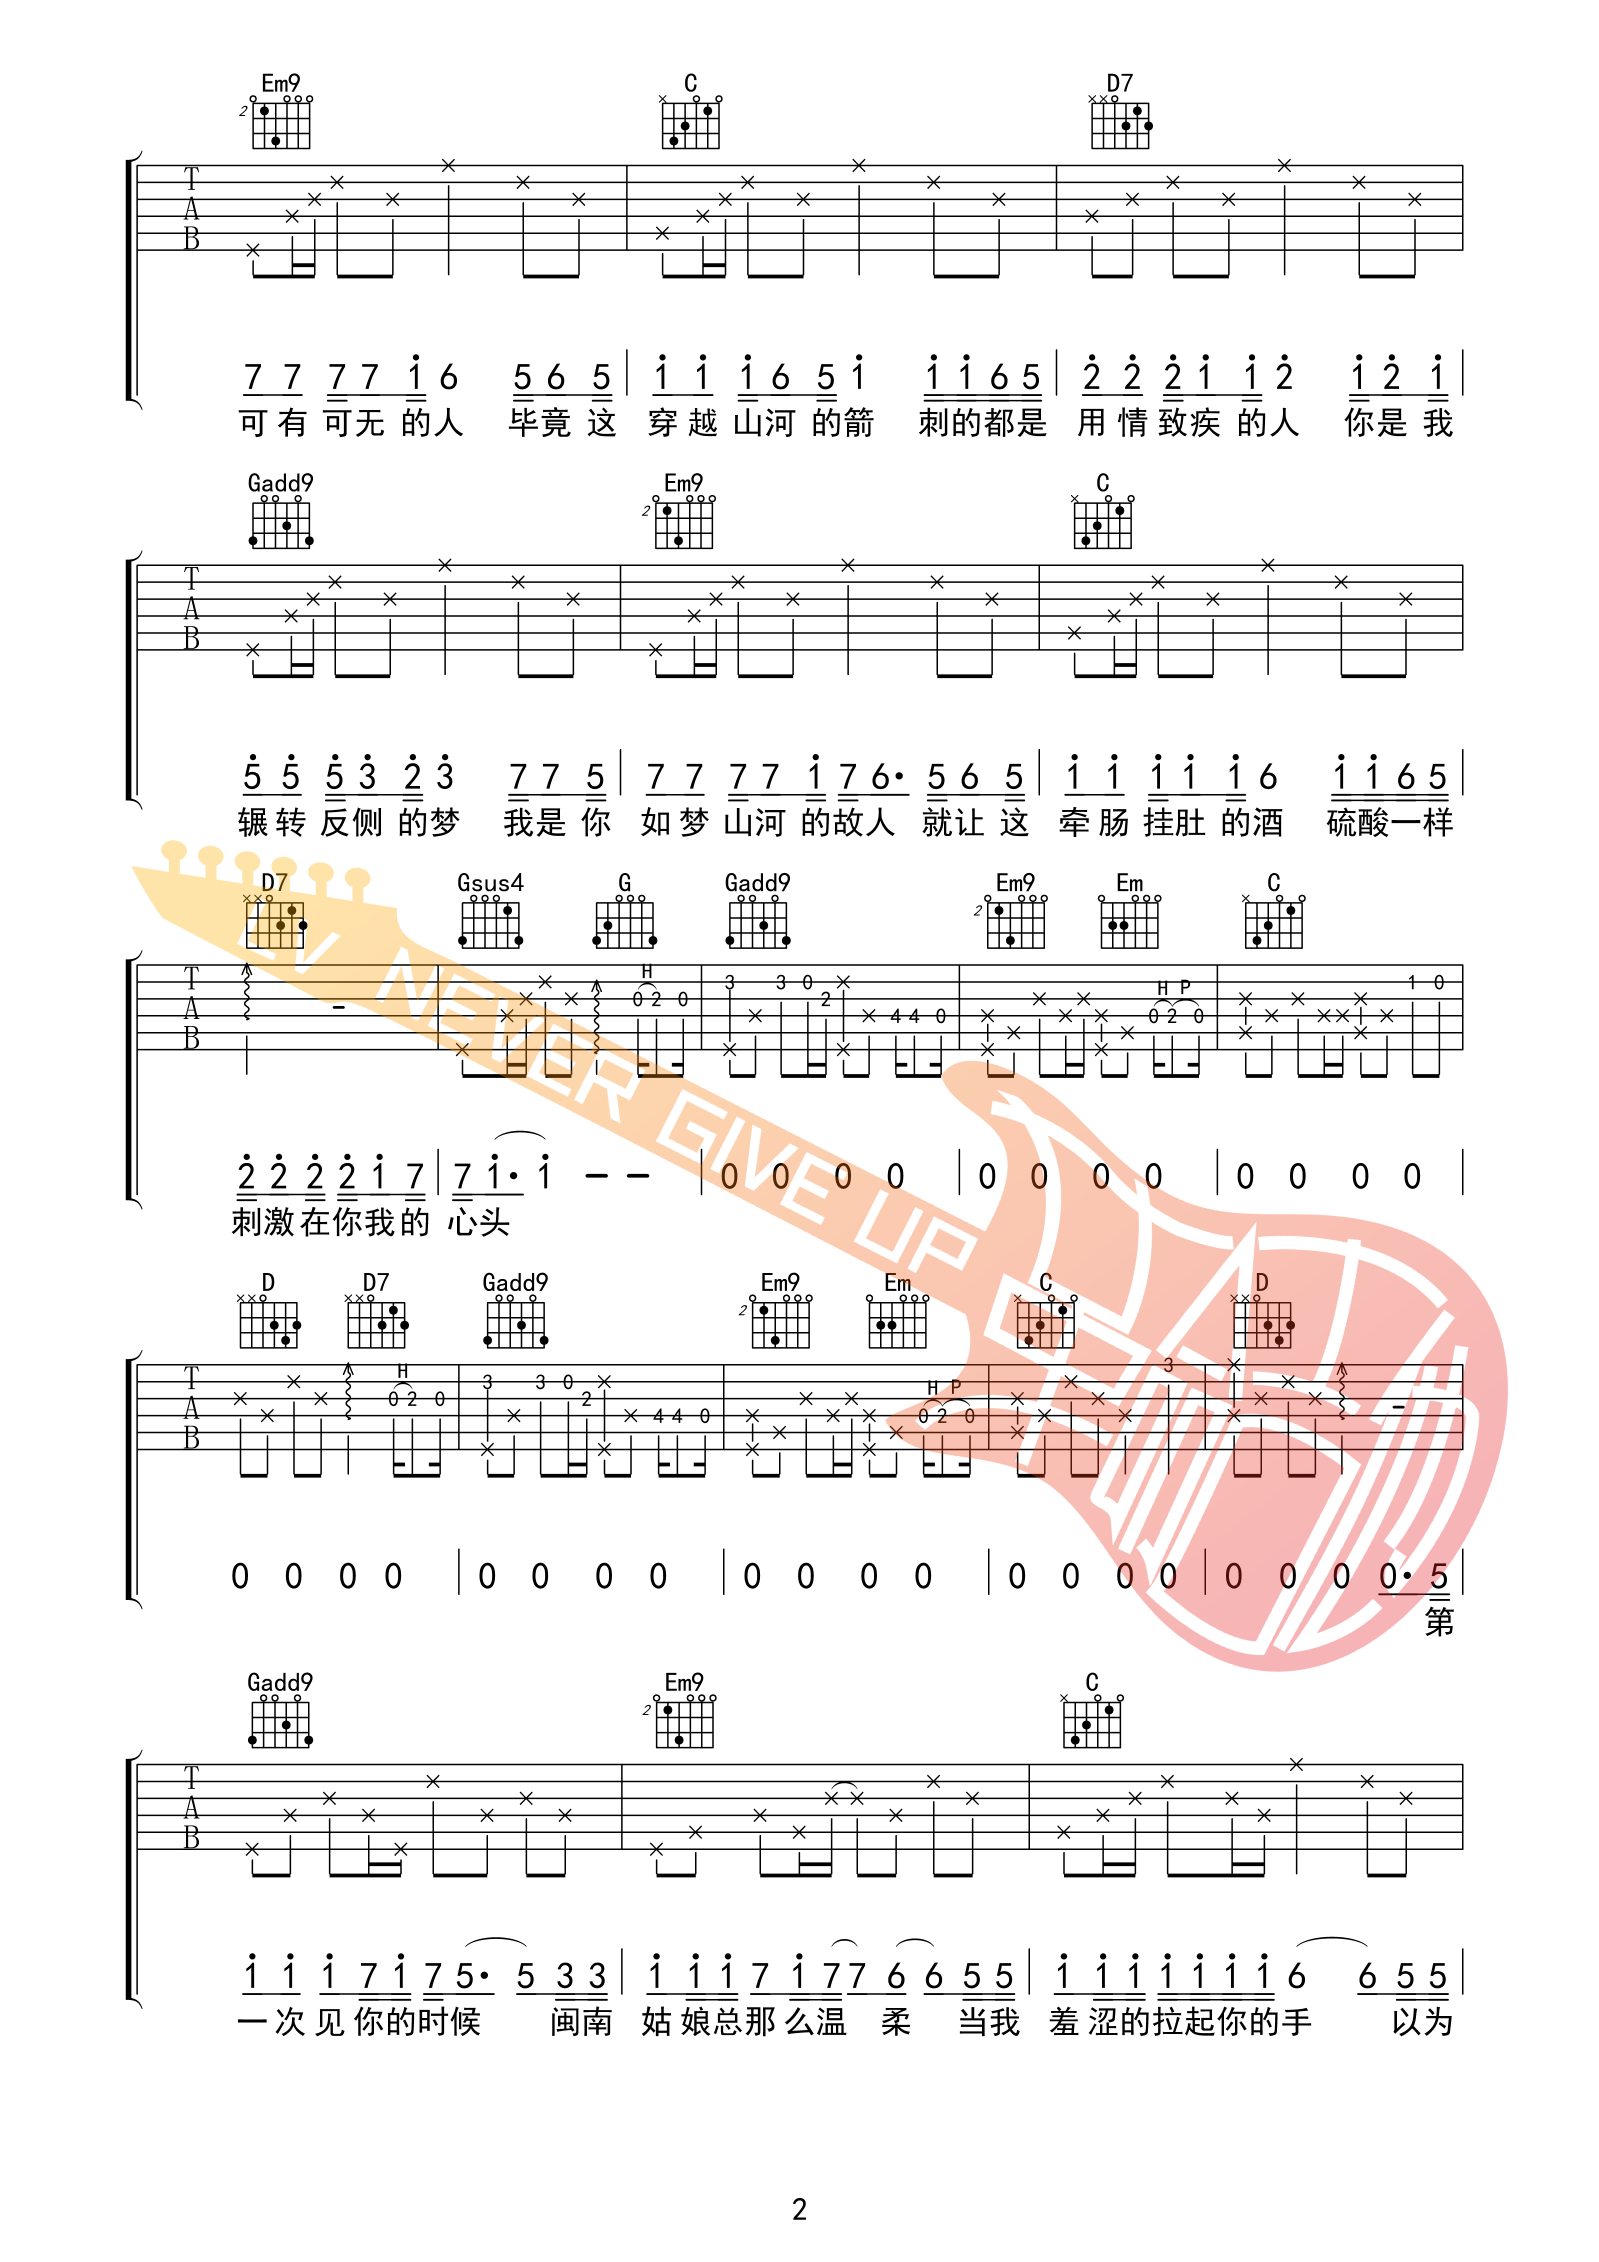 Em9 C D7
2
T
A
B
7 7 7 7 1 6 5 6 5 1 1 1 6 5 1 1 1 6 5 2 2 2 1 1 2 1 2 1
可有可无的人 毕竟这 穿越山河的箭 刺的都是 用情致疾的人 你是我
Gadd9 Em9 C
2
T
A
B
5 5 5 3 2 3 7 7 5 7 7 7 7 1 7 6· 5 6 5 1 1 1 1 1 6 1 1 6 5
辗转反侧的梦 我是你 如梦山河的故人 就让这 牵肠挂肚的酒 硫酸一样
D7 Gsus4 G Gadd9 Em9 Em C
2
H
3 3 0 1 0
0 2 0 2 H P
4 4 0 0 2 0
LV NEVER GIVE UP
2 2 2 2 1 7 7 1· 1 – – 0 0 0 0 0 0 0 0 0 0 0 0
刺激在你我的 心头
D D7 Gadd9 Em9 Em C D
2
T
A
B
3
H 3 3 0
0 2 0 2 H P
4 4 0 0 2 0
0 0 0 0 0 0 0 0 0 0 0 0 0 0 0 0 0 0 0 0· 5
第
Gadd9 Em9 C
2
T
A
B
1 1 1 7 1 7 5· 5 3 3 1 1 1 7 1 7 7 6 6 5 5 1 1 1 1 1 1 1 6 6 5 5
一次见你的时候 闽南 姑娘总那么温柔 当我 羞涩的拉起你的手 以为
2